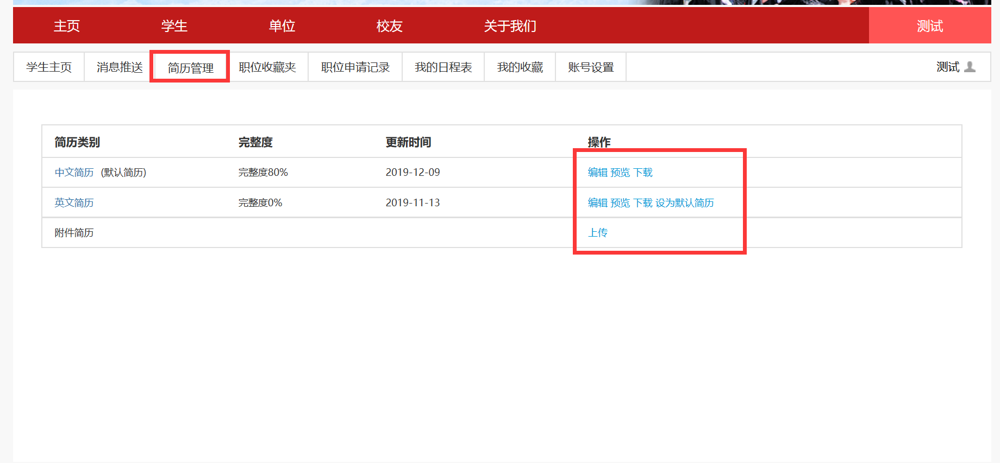 主页 学生 单位 校友 关于我们 测试
学生主页 消息推送 简历管理 职位收藏夹 职位申请记录 我的日程表 我的收藏 账号设置 测试
简历类别 完整度 更新时间 操作
中文简历 (默认简历) 完整度80% 2019-12-09 编辑 预览 下载
英文简历 完整度0% 2019-11-13 编辑 预览 下载 设为默认简历
附件简历 上传